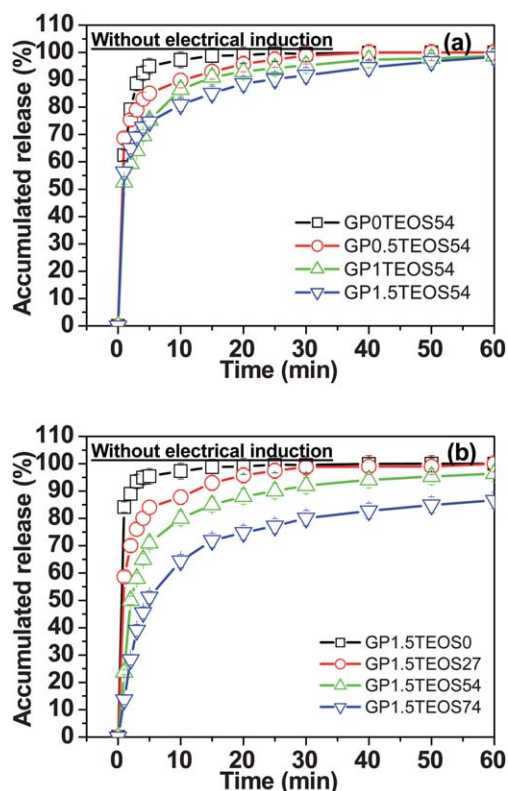 Without electrical induction (a)
Accumulated release (%)
110
100
90
80
70
60
50
40
30
20
10
0
GP0TEOS54
GP0.5TEOS54
GP1TEOS54
GP1.5TEOS54
0 10 20 30 40 50 60
Time (min)
Without electrical induction (b)
Accumulated release (%)
110
100
90
80
70
60
50
40
30
20
10
0
GP1.5TEOS0
GP1.5TEOS27
GP1.5TEOS54
GP1.5TEOS74
0 10 20 30 40 50 60
Time (min)